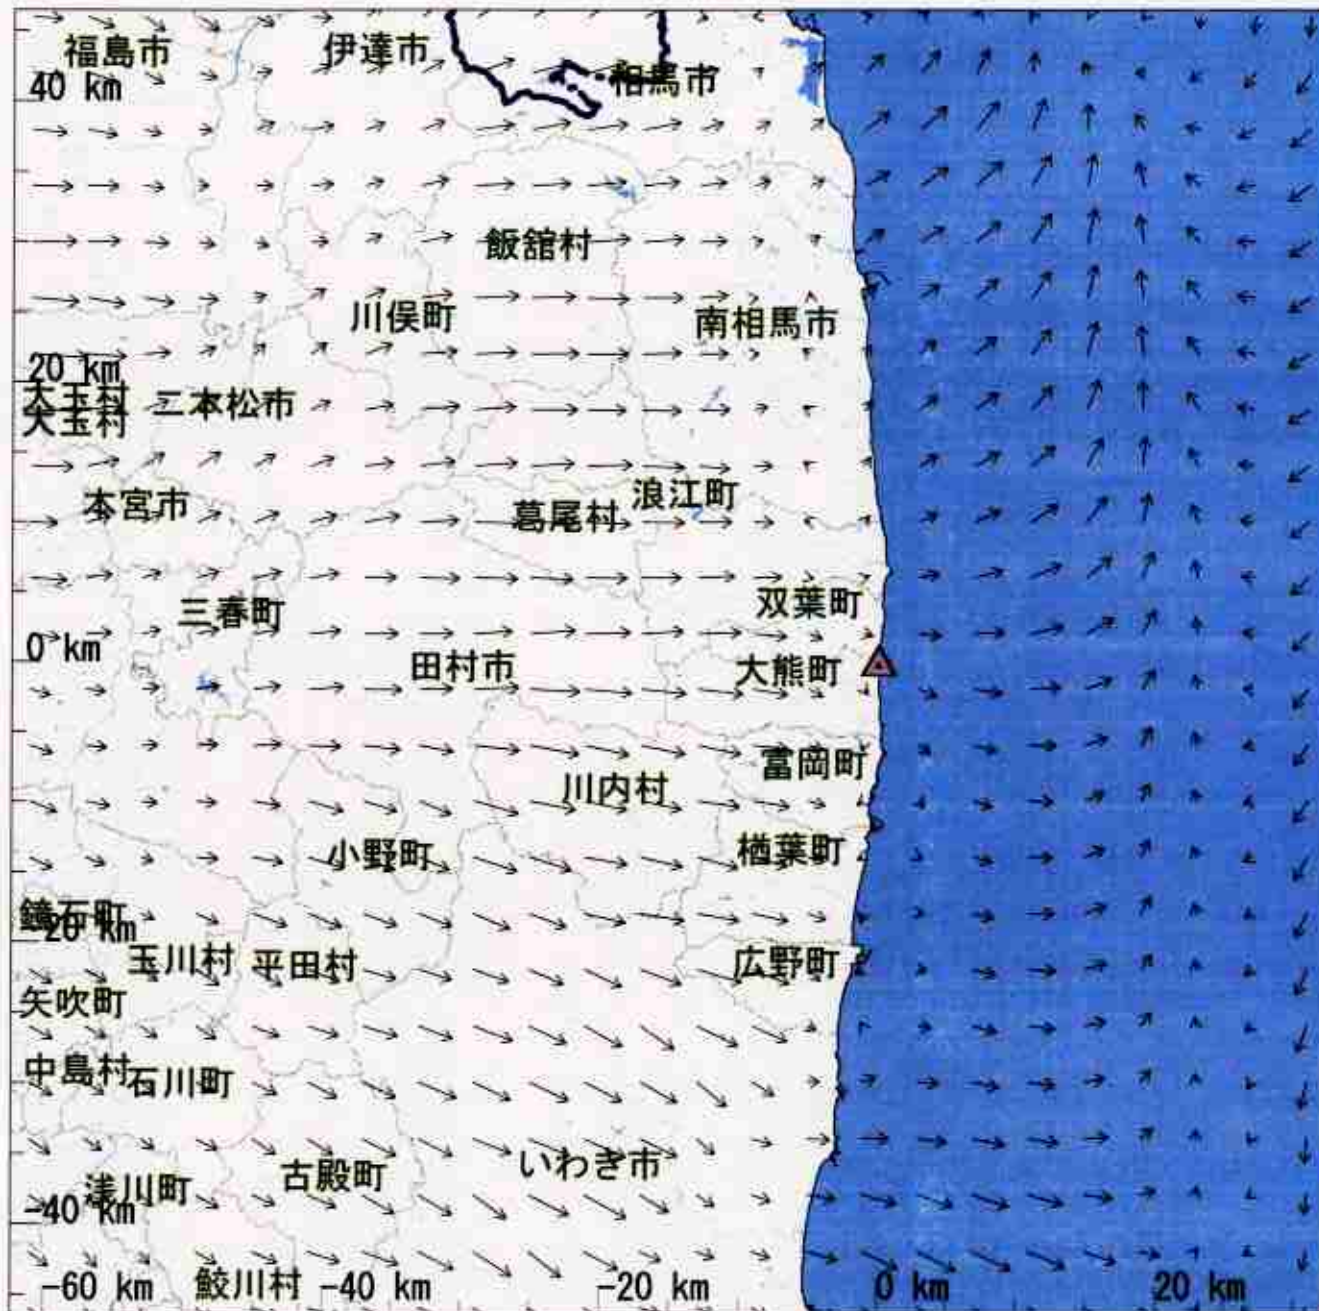 福島市 伊達市
40 km 相馬市
飯舘村
川俣町 南相馬市
20 km
大玉村 二本松市
大玉村
本宮市 葛尾村 浪江町
三春町 双葉町
0 km 田村市 大熊町
富岡町
川内村
小野町 楢葉町
鏡石町
-20 km
玉川村 平田村 広野町
矢吹町
中島村 石川町
浅川町 古殿町 いわき市
-40 km
-60 km 鮫川村 -40 km -20 km 0 km 20 km